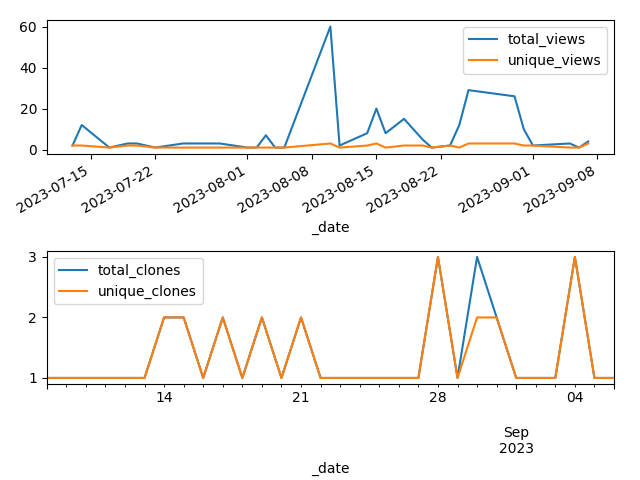 60
40
20
0
total_views
unique_views
2023-07-15
2023-07-22
2023-08-01
2023-08-08
2023-08-15
2023-08-22
2023-09-01
2023-09-08
_date
3
2
1
total_clones
unique_clones
14
21
28
04
Sep
2023
_date